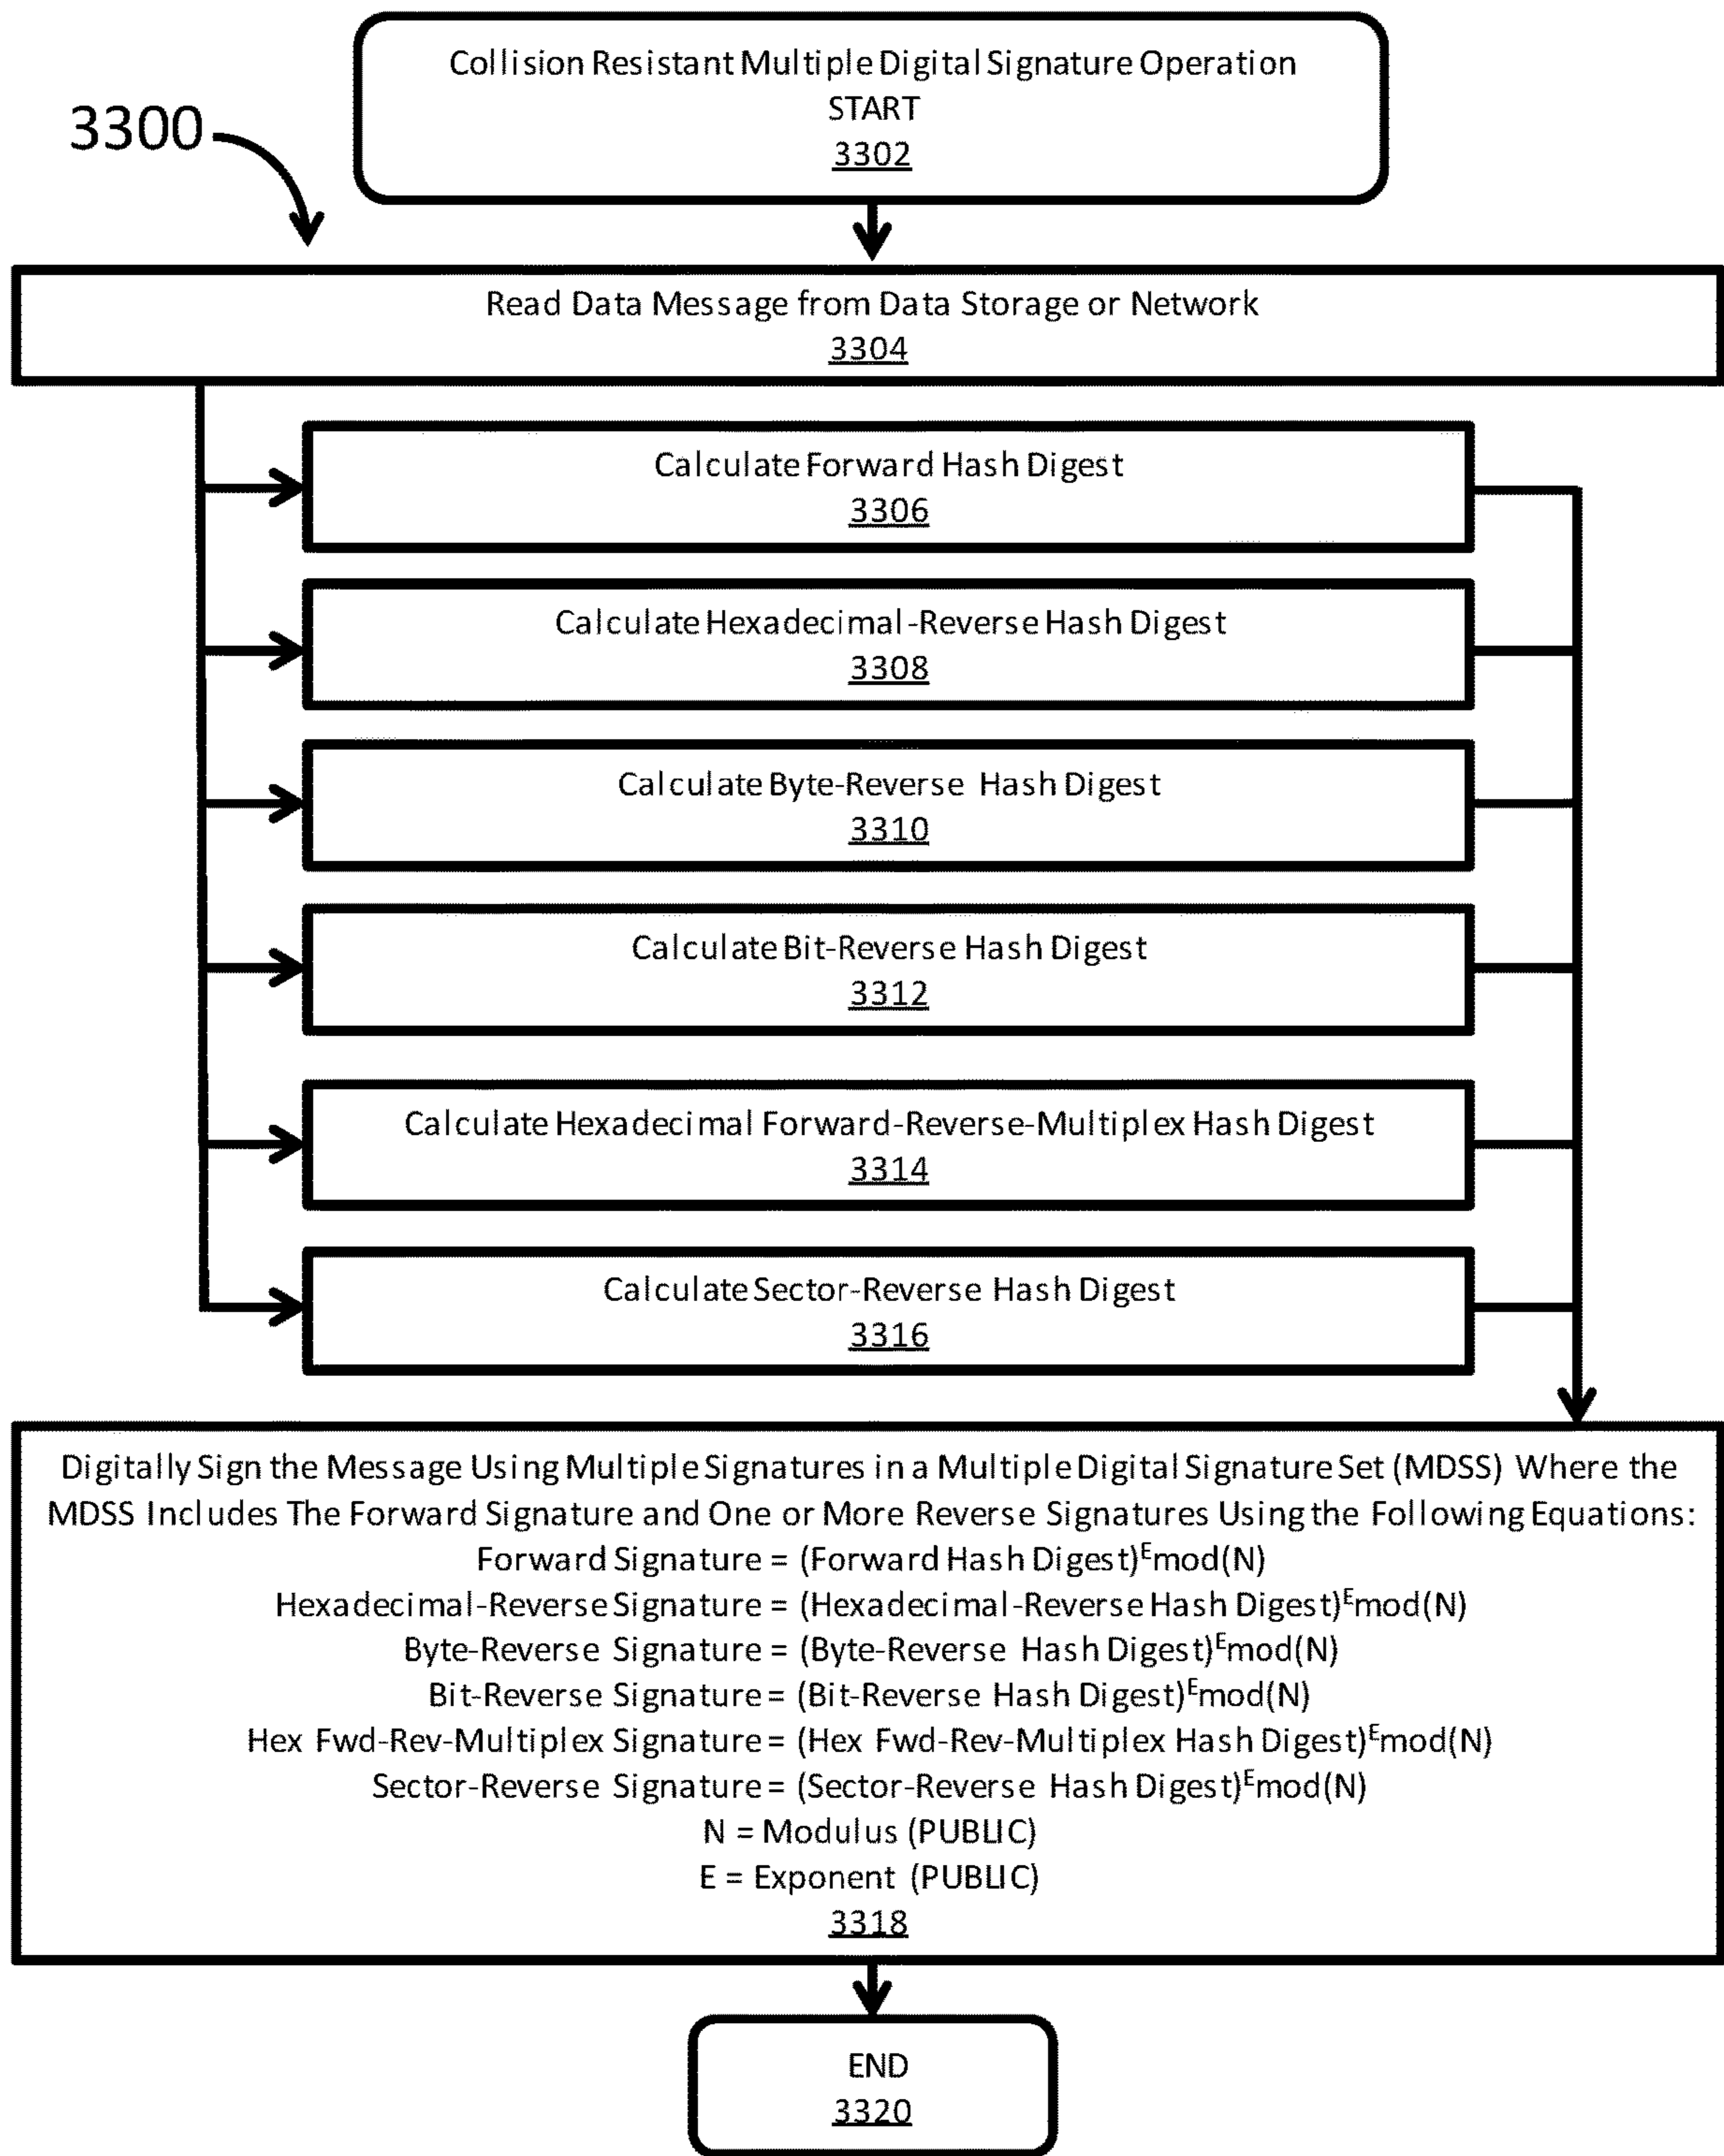 Collision Resistant Multiple Digital Signature Operation
START
3302
3300
Read Data Message from Data Storage or Network
3304
Calculate Forward Hash Digest
3306
Calculate Hexadecimal-Reverse Hash Digest
3308
Calculate Byte-Reverse Hash Digest
3310
Calculate Bit-Reverse Hash Digest
3312
Calculate Hexadecimal Forward-Reverse-Multiplex Hash Digest
3314
Calculate Sector-Reverse Hash Digest
3316
Digitally Sign the Message Using Multiple Signatures in a Multiple Digital Signature Set (MDSS) Where the
MDSS Includes The Forward Signature and One or More Reverse Signatures Using the Following Equations:
Forward Signature = (Forward Hash Digest)ᴱmod(N)
Hexadecimal-Reverse Signature = (Hexadecimal-Reverse Hash Digest)ᴱmod(N)
Byte-Reverse Signature = (Byte-Reverse Hash Digest)ᴱmod(N)
Bit-Reverse Signature = (Bit-Reverse Hash Digest)ᴱmod(N)
Hex Fwd-Rev-Multiplex Signature = (Hex Fwd-Rev-Multiplex Hash Digest)ᴱmod(N)
Sector-Reverse Signature = (Sector-Reverse Hash Digest)ᴱmod(N)
N = Modulus (PUBLIC)
E = Exponent (PUBLIC)
3318
END
3320